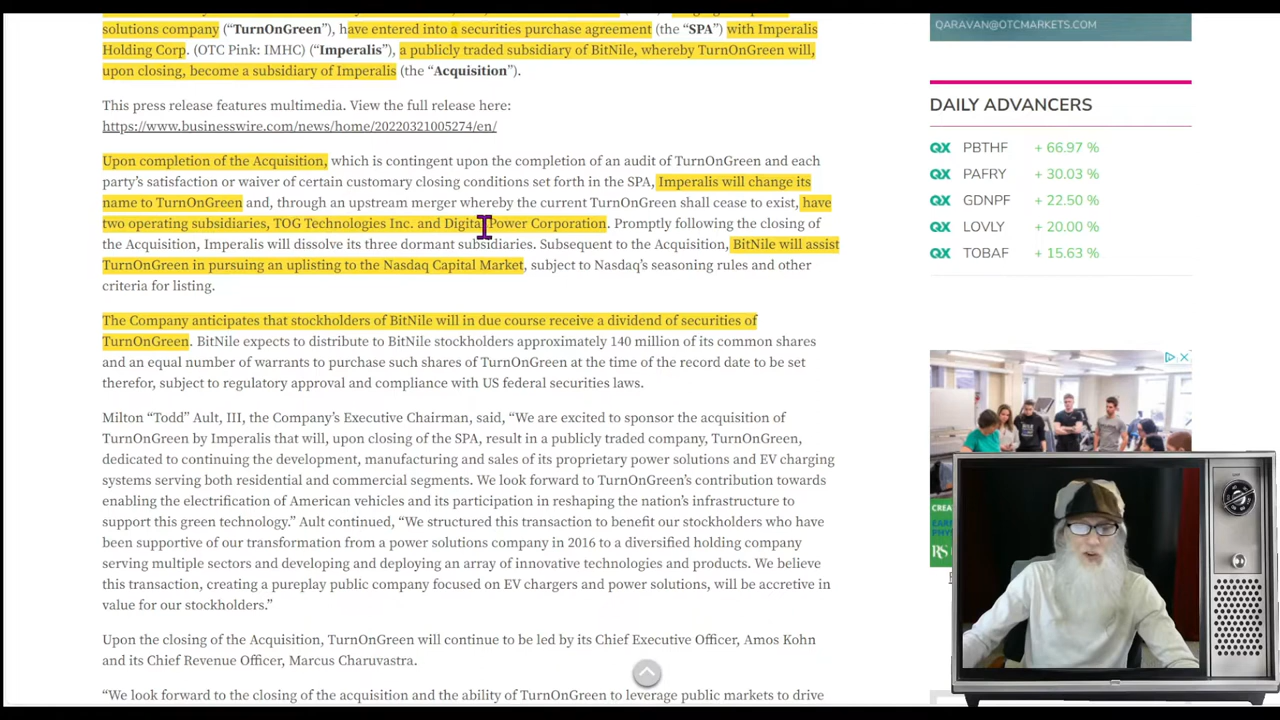 solutions company (“TurnOnGreen”), have entered into a securities purchase agreement (the “SPA”) with Imperalis
Holding Corp. (OTC Pink: IMHC) (“Imperalis”), a publicly traded subsidiary of BitNile, whereby TurnOnGreen will,
upon closing, become a subsidiary of Imperalis (the “Acquisition”).
This press release features multimedia. View the full release here:
https://www.businesswire.com/news/home/20220321005274/en/
Upon completion of the Acquisition, which is contingent upon the completion of an audit of TurnOnGreen and each
party’s satisfaction or waiver of certain customary closing conditions set forth in the SPA, Imperalis will change its
name to TurnOnGreen and, through an upstream merger whereby the current TurnOnGreen shall cease to exist, have
two operating subsidiaries, TOG Technologies Inc. and Digital Power Corporation. Promptly following the closing of
the Acquisition, Imperalis will dissolve its three dormant subsidiaries. Subsequent to the Acquisition, BitNile will assist
TurnOnGreen in pursuing an uplisting to the Nasdaq Capital Market, subject to Nasdaq’s seasoning rules and other
criteria for listing.
The Company anticipates that stockholders of BitNile will in due course receive a dividend of securities of
TurnOnGreen. BitNile expects to distribute to BitNile stockholders approximately 140 million of its common shares
and an equal number of warrants to purchase such shares of TurnOnGreen at the time of the record date to be set
therefor, subject to regulatory approval and compliance with US federal securities laws.
Milton “Todd” Ault, III, the Company’s Executive Chairman, said, “We are excited to sponsor the acquisition of
TurnOnGreen by Imperalis that will, upon closing of the SPA, result in a publicly traded company, TurnOnGreen,
dedicated to continuing the development, manufacturing and sales of its proprietary power solutions and EV charging
systems serving both residential and commercial segments. We look forward to TurnOnGreen’s contribution towards
enabling the electrification of American vehicles and its participation in reshaping the nation’s infrastructure to
support this green technology.” Ault continued, “We structured this transaction to benefit our stockholders who have
been supportive of our transformation from a power solutions company in 2016 to a diversified holding company
serving multiple sectors and developing and deploying an array of innovative technologies and products. We believe
this transaction, creating a pureplay public company focused on EV chargers and power solutions, will be accretive in
value for our stockholders.”
Upon the closing of the Acquisition, TurnOnGreen will continue to be led by its Chief Executive Officer, Amos Kohn
and its Chief Revenue Officer, Marcus Charuvastra.
“We look forward to the closing of the acquisition and the ability of TurnOnGreen to leverage public markets to drive
QARAVAN@OTCMARKETS.COM
DAILY ADVANCERS
QX PBTHF + 66.97 %
QX PAFRY + 30.03 %
QX GDNPF + 22.50 %
QX LOVLY + 20.00 %
QX TOBAF + 15.63 %